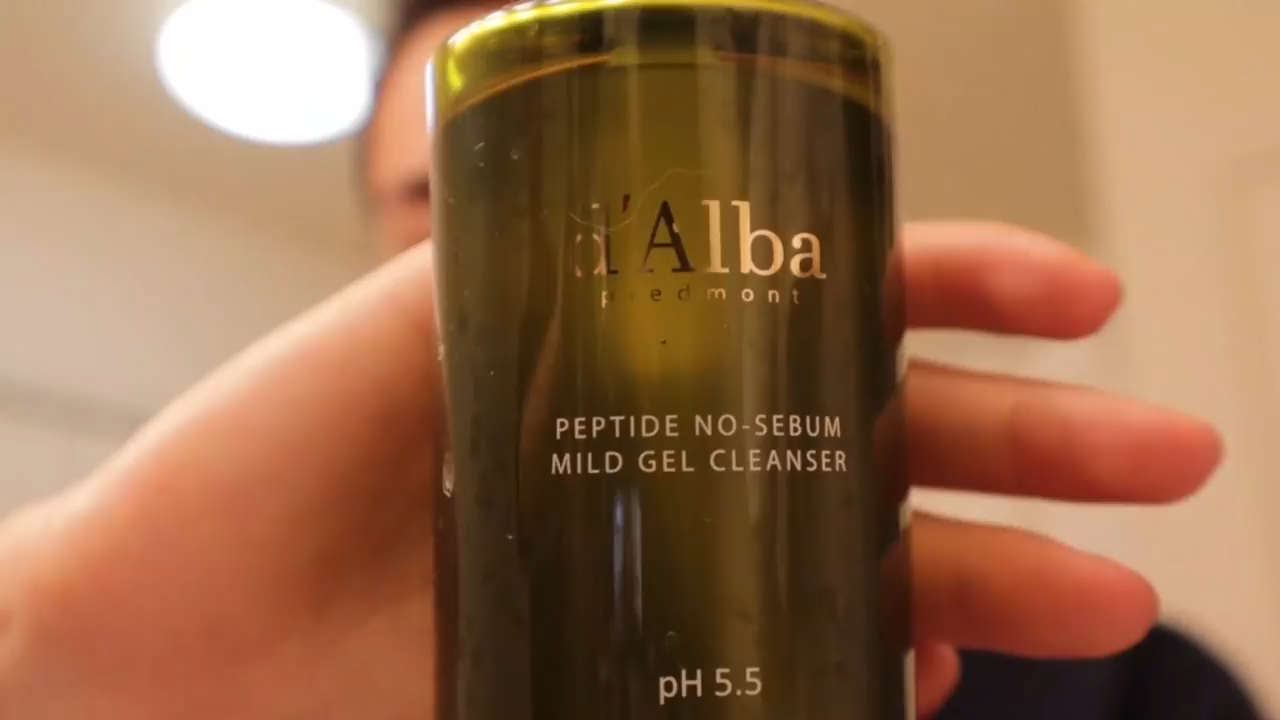 d'Alba
piedmont
PEPTIDE NO-SEBUM
MILD GEL CLEANSER
pH 5.5